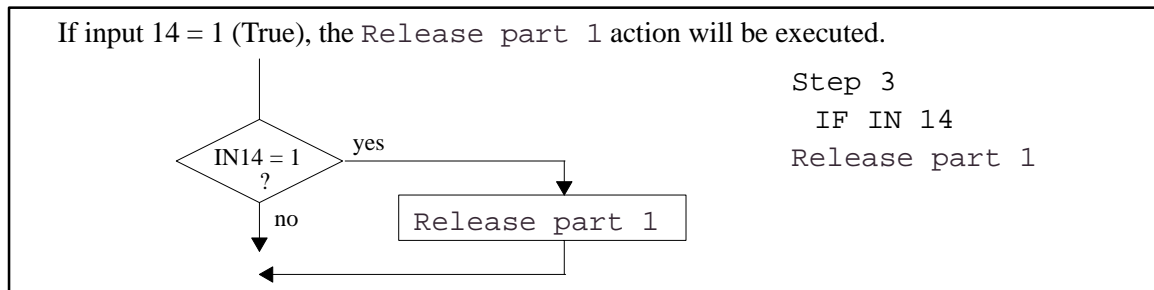 If input 14 = 1 (True), the Release part 1 action will be executed.
IN14 = 1
?
yes
no
Release part 1
Step 3
IF IN 14
Release part 1